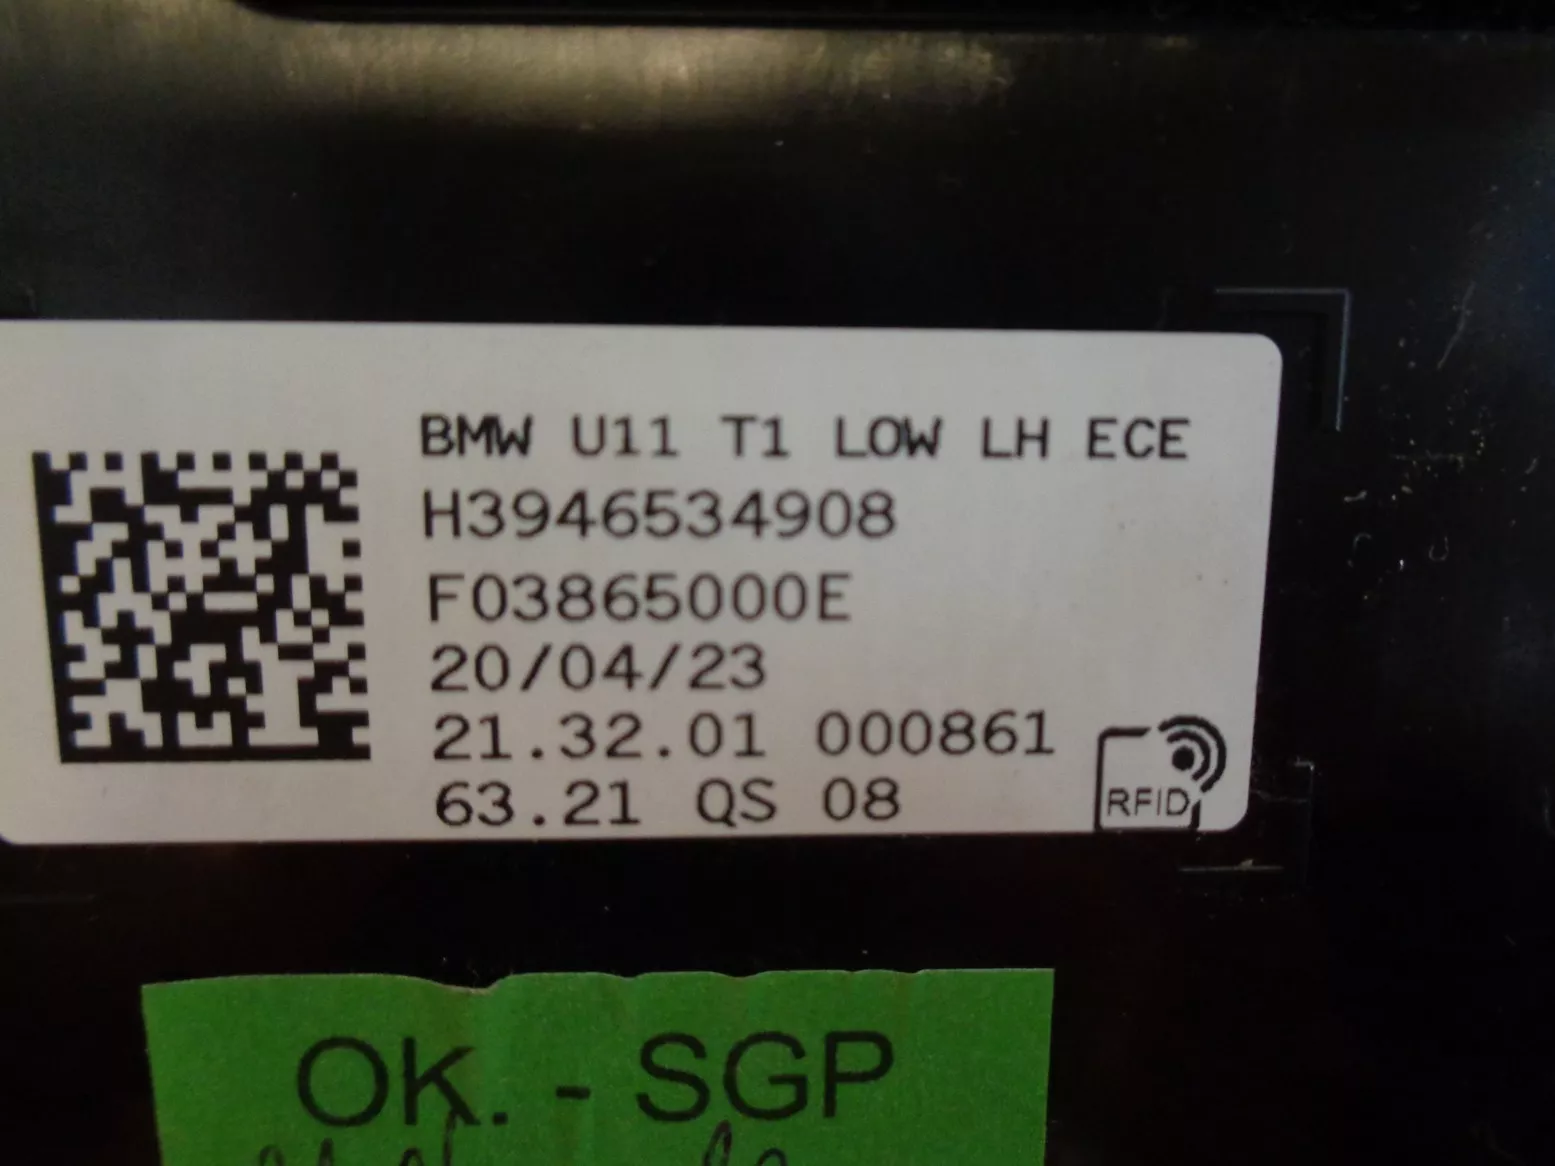 BMW U11 T1 LOW LH ECE
H3946534908
F03865000E
20/04/23
21.32.01 000861
63.21 QS 08
RFID
OK. - SGP